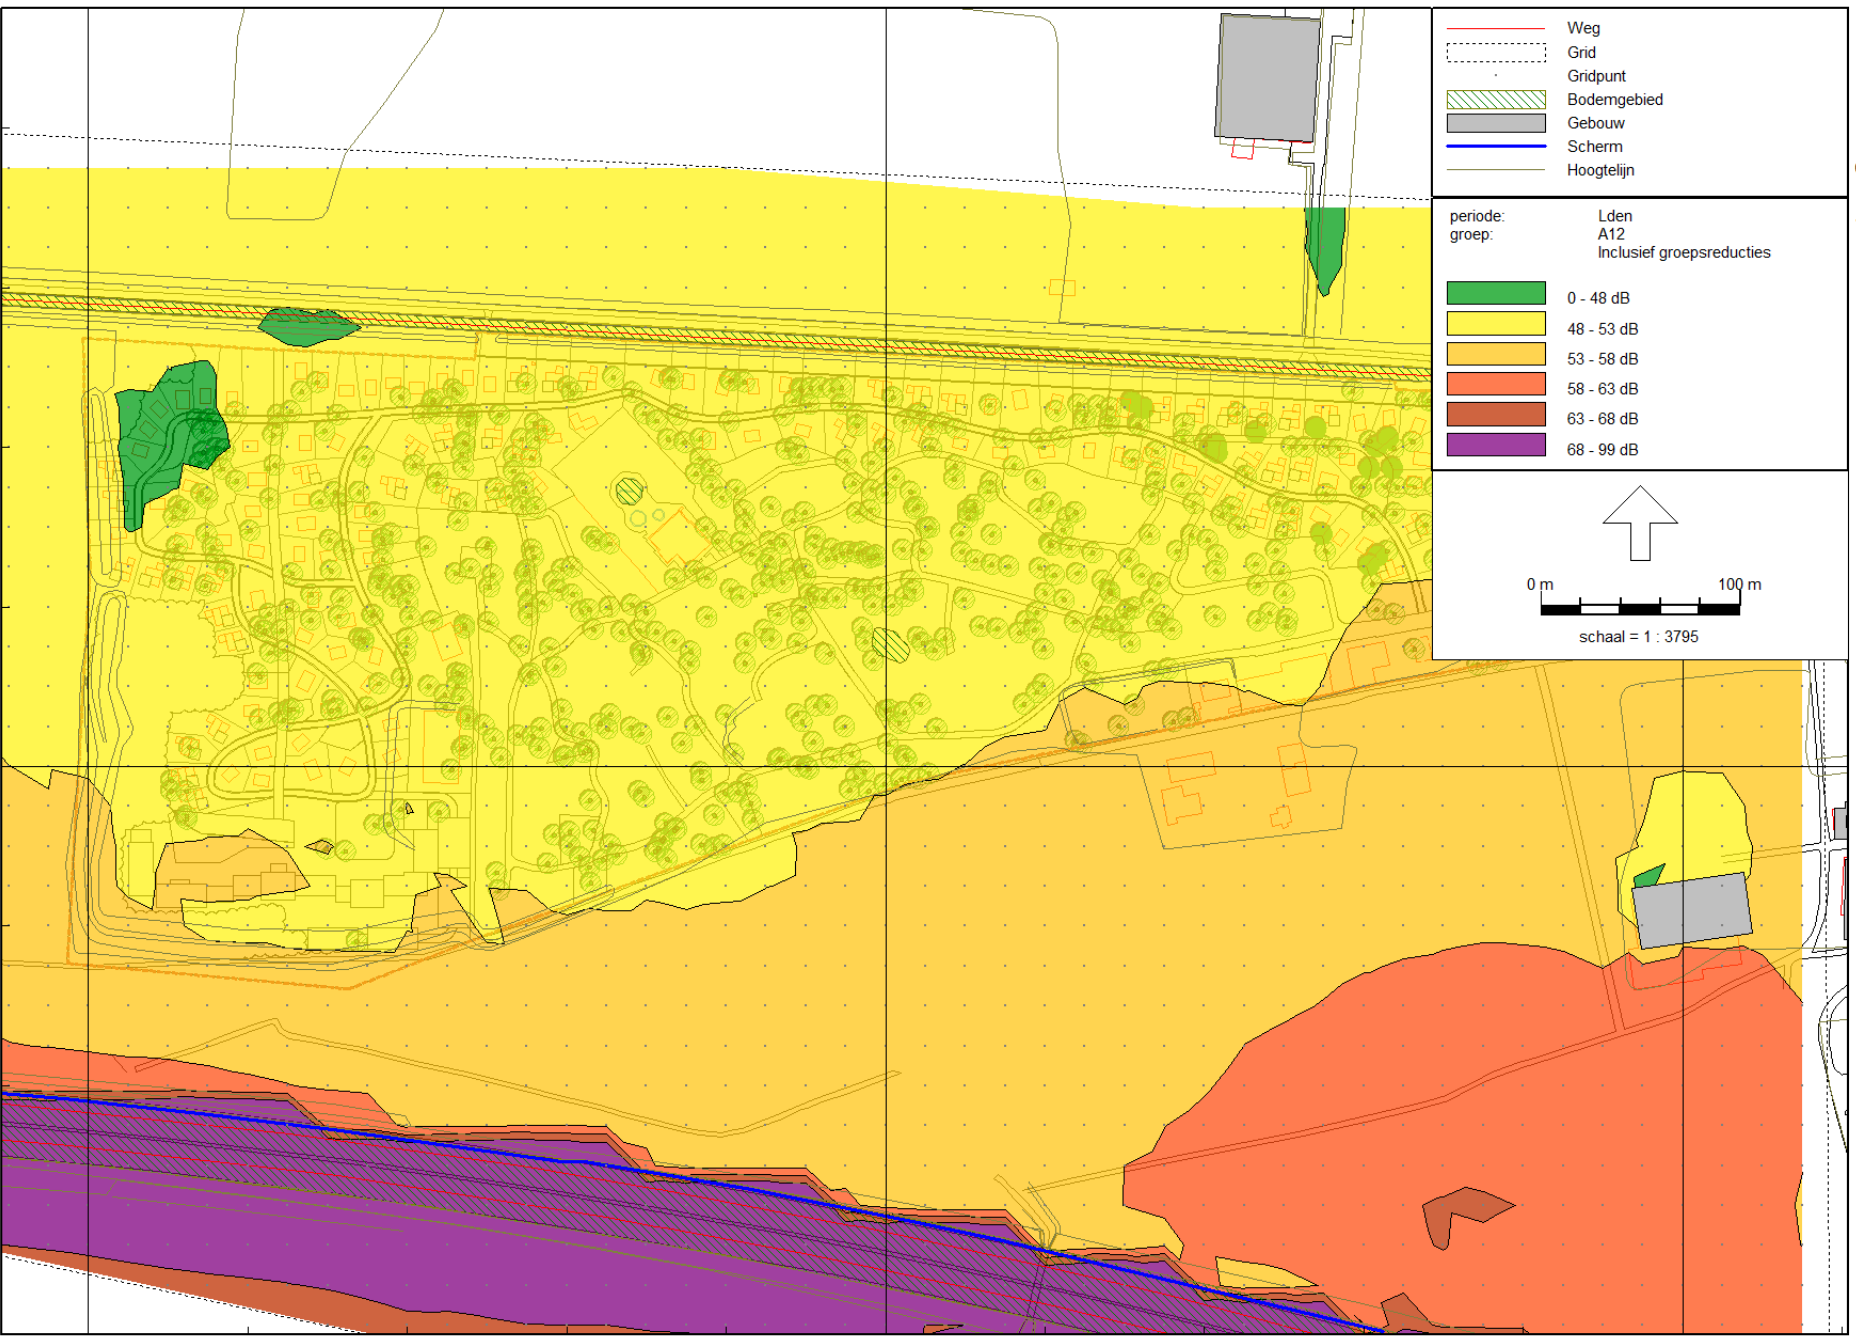 Weg
Grid
Gridpunt
Bodemgebied
Gebouw
Scherm
Hoogtelijn
periode: Lden
groep: A12
Inclusief groepsreducties
0 - 48 dB
48 - 53 dB
53 - 58 dB
58 - 63 dB
63 - 68 dB
68 - 99 dB
0 m 100 m
schaal = 1 : 3795